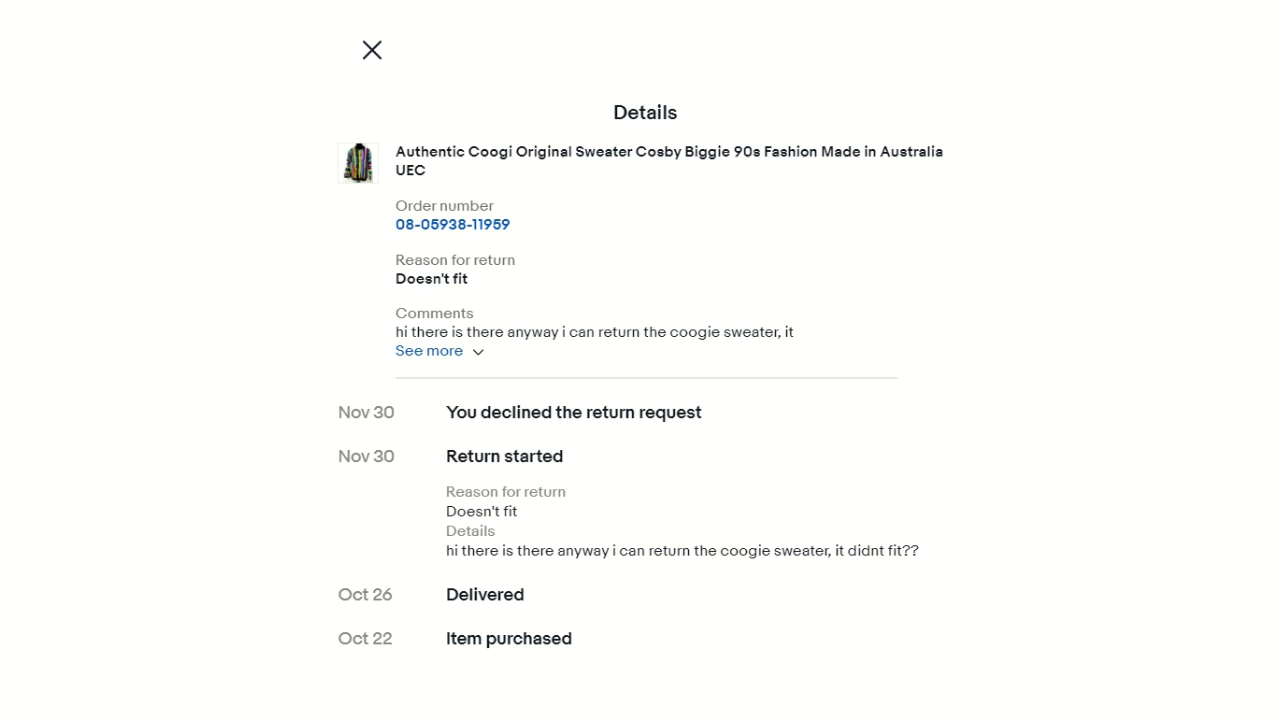 Details
Authentic Coogi Original Sweater Cosby Biggie 90s Fashion Made in Australia
UEC
Order number
08-05938-11959
Reason for return
Doesn't fit
Comments
hi there is there anyway i can return the coogie sweater, it
See more
Nov 30 You declined the return request
Nov 30 Return started
Reason for return
Doesn't fit
Details
hi there is there anyway i can return the coogie sweater, it didnt fit??
Oct 26 Delivered
Oct 22 Item purchased